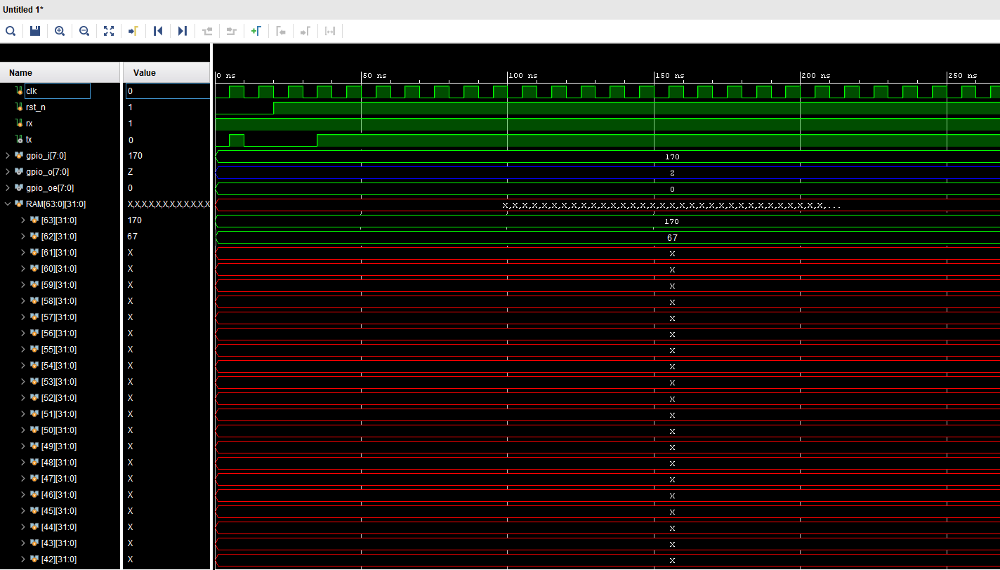 Untitled 1*
Name Value
0 ns 50 ns 100 ns 150 ns 200 ns 250 ns
clk 0
rst_n 1
rx 1
tx 0
gpio_i[7:0] 170 170
gpio_o[7:0] Z Z
gpio_oe[7:0] 0 0
RAM[63:0][31:0] X,X,X,X,X,X,X,X,X,X,X,X X,X,X,X,X,X,X,X,X,X,X,X,X,X,X,X,X,X,X,X,X,X,X,X,X,X,X,X,X,X,X,X,X,...
[63][31:0] 170 170
[62][31:0] 67 67
[61][31:0] X X
[60][31:0] X X
[59][31:0] X X
[58][31:0] X X
[57][31:0] X X
[56][31:0] X X
[55][31:0] X X
[54][31:0] X X
[53][31:0] X X
[52][31:0] X X
[51][31:0] X X
[50][31:0] X X
[49][31:0] X X
[48][31:0] X X
[47][31:0] X X
[46][31:0] X X
[45][31:0] X X
[44][31:0] X X
[43][31:0] X X
[42][31:0] X X